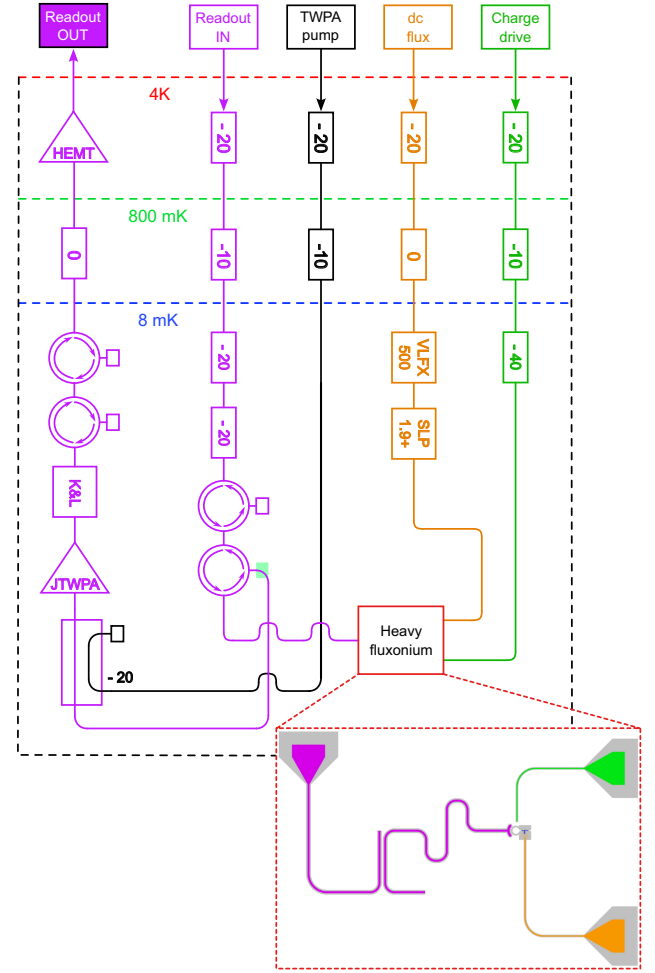 Readout
OUT
Readout
IN
TWPA
pump
dc
flux
Charge
drive
4K
HEMT
- 20
- 20
- 20
- 20
800 mK
0
-10
-10
0
-10
8 mK
- 20
VLFX
500
- 40
- 20
SLP
1.9+
K&L
JTWPA
Heavy
fluxonium
- 20